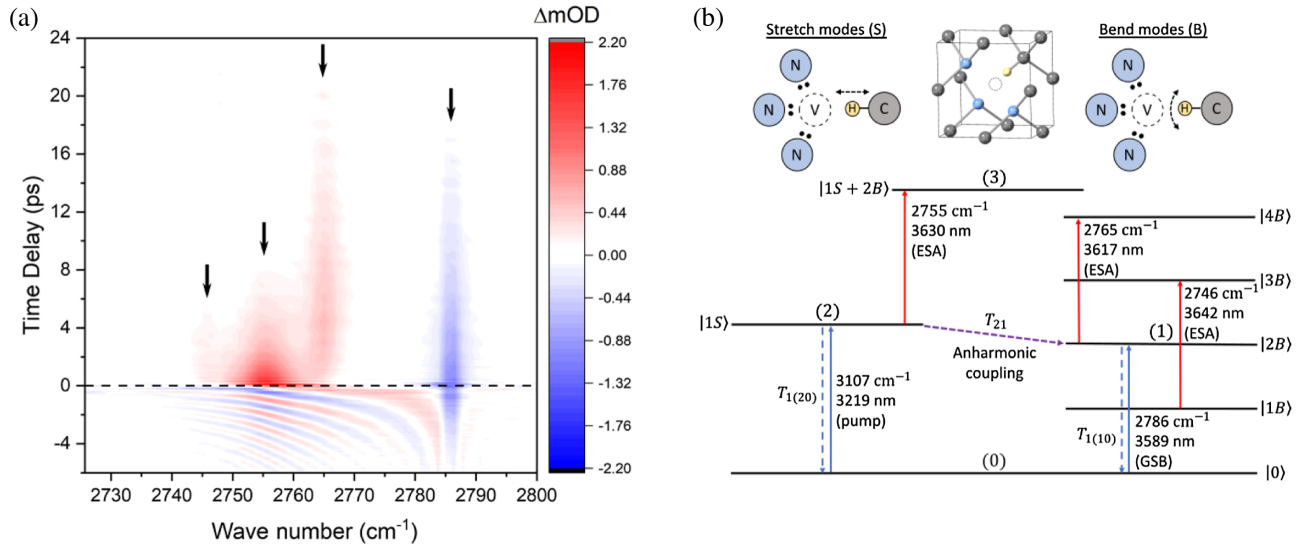 (a)
ΔmOD
24
20
16
12
8
4
0
-4
Time Delay (ps)
2730 2740 2750 2760 2770 2780 2790 2800
Wave number (cm⁻¹)
2.20
1.76
1.32
0.88
0.44
0.00
-0.44
-0.88
-1.32
-1.76
-2.20
(b)
Stretch modes (S)
N
N
V
H
C
N
Bend modes (B)
N
N
V
H
C
N
|1S + 2B⟩
(3)
2755 cm⁻¹
3630 nm
(ESA)
|4B⟩
2765 cm⁻¹
3617 nm
(ESA)
|3B⟩
2746 cm⁻¹
3642 nm
(ESA)
|1S⟩
(2)
T₂₁
Anharmonic
coupling
(1)
|2B⟩
T₁₍₂₀₎
3107 cm⁻¹
3219 nm
(pump)
|1B⟩
T₁₍₁₀₎
2786 cm⁻¹
3589 nm
(GSB)
(0)
|0⟩